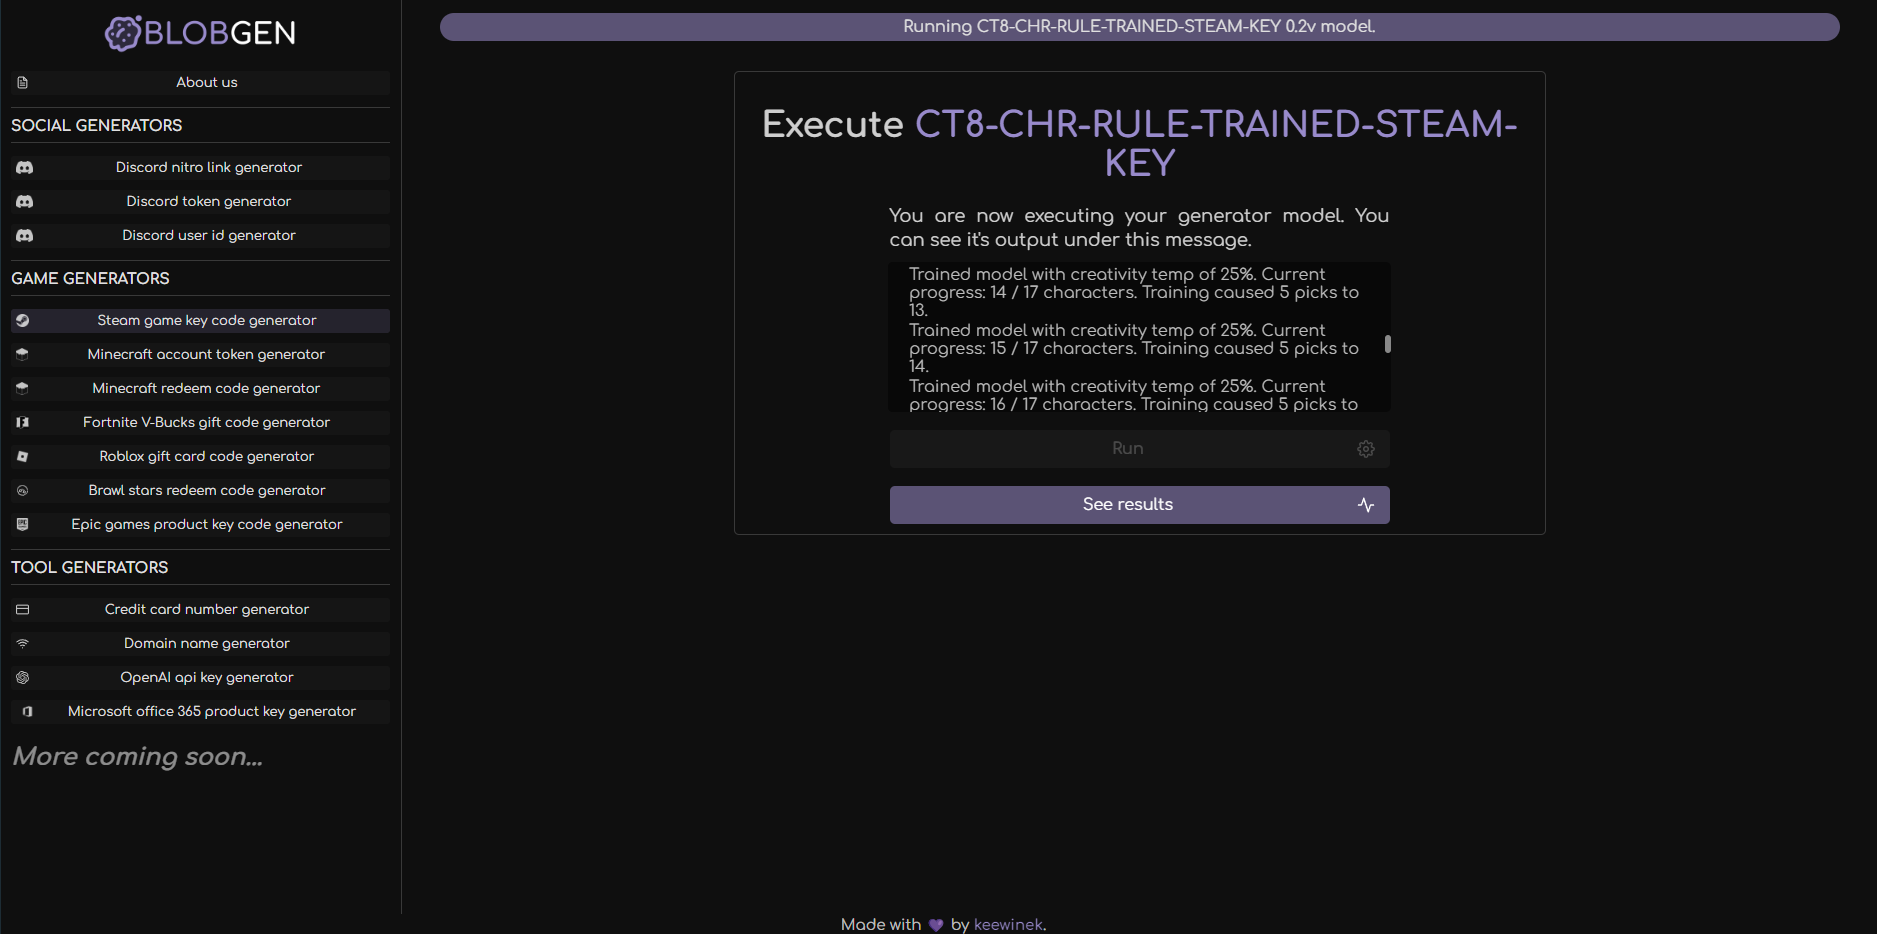 BLOBGEN
About us
SOCIAL GENERATORS
Discord nitro link generator
Discord token generator
Discord user id generator
GAME GENERATORS
Steam game key code generator
Minecraft account token generator
Minecraft redeem code generator
Fortnite V-Bucks gift code generator
Roblox gift card code generator
Brawl stars redeem code generator
Epic games product key code generator
TOOL GENERATORS
Credit card number generator
Domain name generator
OpenAI api key generator
Microsoft office 365 product key generator
More coming soon...
Running CT8-CHR-RULE-TRAINED-STEAM-KEY 0.2v model.
Execute CT8-CHR-RULE-TRAINED-STEAM-
KEY
You are now executing your generator model. You
can see it's output under this message.
Trained model with creativity temp of 25%. Current
progress: 14 / 17 characters. Training caused 5 picks to
13.
Trained model with creativity temp of 25%. Current
progress: 15 / 17 characters. Training caused 5 picks to
14.
Trained model with creativity temp of 25%. Current
progress: 16 / 17 characters. Training caused 5 picks to
Run
See results
Made with 💜 by keewinek.